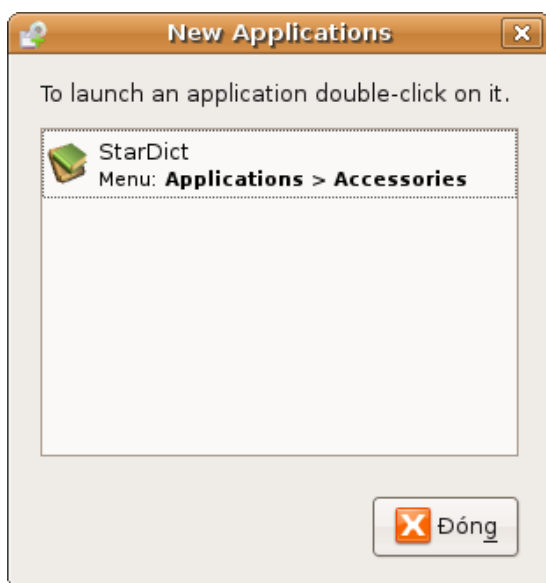 New Applications
To launch an application double-click on it.
StarDict
Menu: Applications > Accessories
Đóng